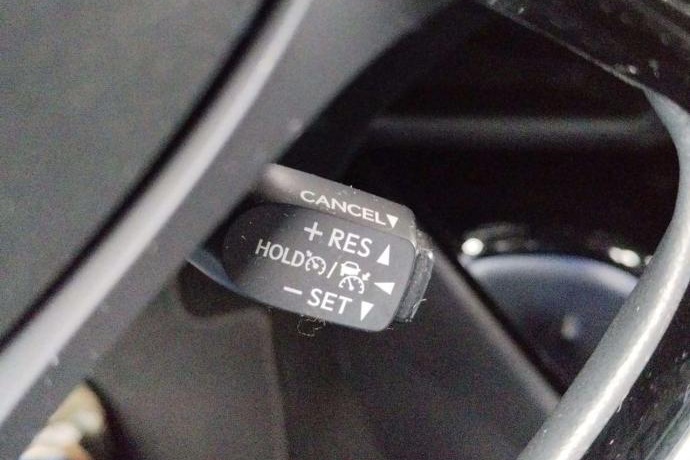 CANCEL▼
+ RES ▲
HOLD / ◀
− SET ▼